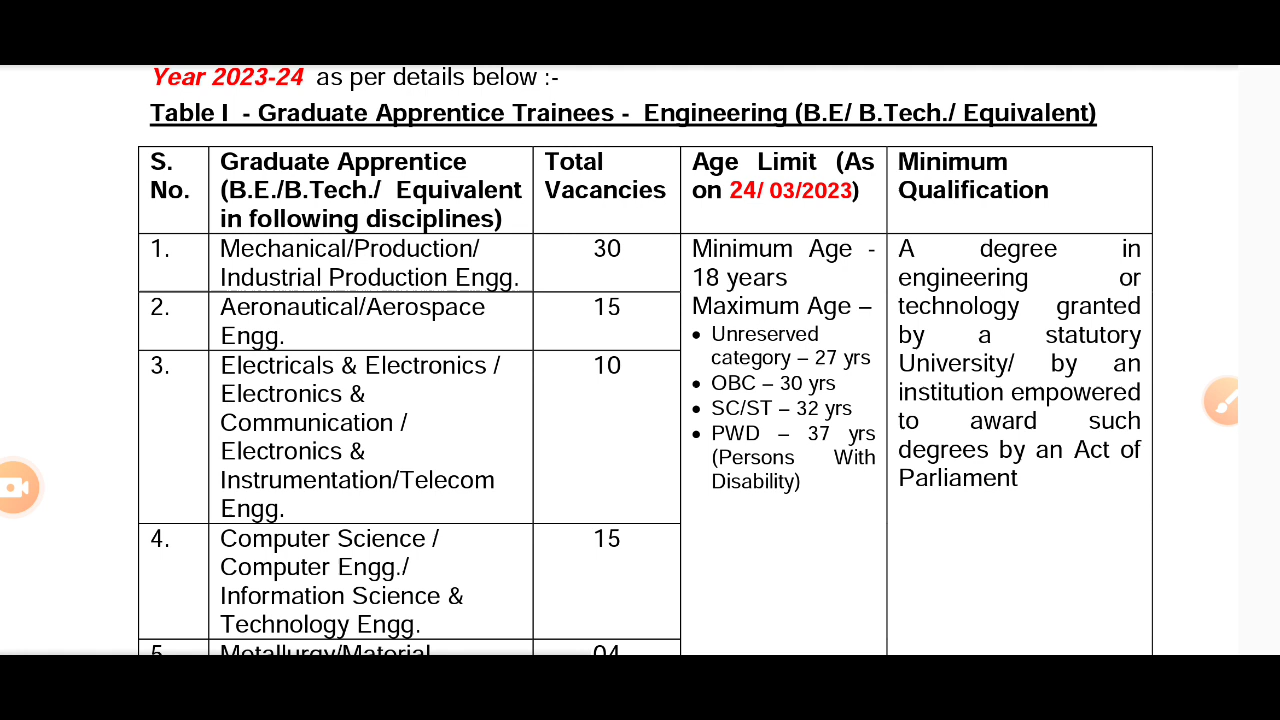 Year 2023-24 as per details below :-
Table I - Graduate Apprentice Trainees - Engineering (B.E/ B.Tech./ Equivalent)
S. No.
Graduate Apprentice
(B.E./B.Tech./ Equivalent
in following disciplines)
Total
Vacancies
Age Limit (As
on 24/ 03/2023)
Minimum
Qualification
1.
Mechanical/Production/
Industrial Production Engg.
30
Minimum Age -
18 years
Maximum Age –
• Unreserved
category – 27 yrs
• OBC – 30 yrs
• SC/ST – 32 yrs
• PWD – 37 yrs
(Persons With
Disability)
A degree in
engineering or
technology granted
by a statutory
University/ by an
institution empowered
to award such
degrees by an Act of
Parliament
2.
Aeronautical/Aerospace
Engg.
15
3.
Electricals & Electronics /
Electronics &
Communication /
Electronics &
Instrumentation/Telecom
Engg.
10
4.
Computer Science /
Computer Engg./
Information Science &
Technology Engg.
15
5.
Metallurgy/Material
04